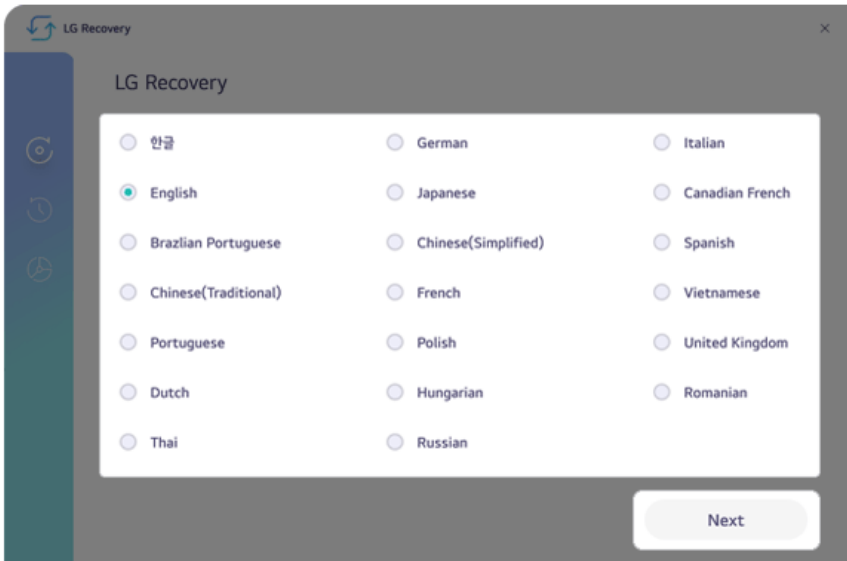 LG Recovery
LG Recovery
한글 German Italian
English Japanese Canadian French
Brazlian Portuguese Chinese(Simplified) Spanish
Chinese(Traditional) French Vietnamese
Portuguese Polish United Kingdom
Dutch Hungarian Romanian
Thai Russian
Next